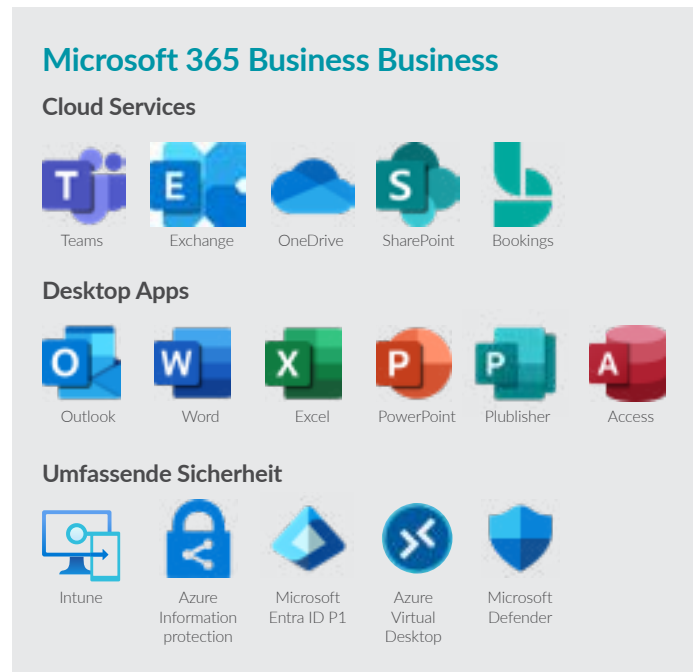 Microsoft 365 Business Business
Cloud Services
T
E
S
Teams
Exchange
OneDrive
SharePoint
Bookings
Desktop Apps
O
W
X
P
P
A
Outlook
Word
Excel
PowerPoint
Plublisher
Access
Umfassende Sicherheit
Intune
Azure
Information
protection
Microsoft
Entra ID P1
Azure
Virtual
Desktop
Microsoft
Defender